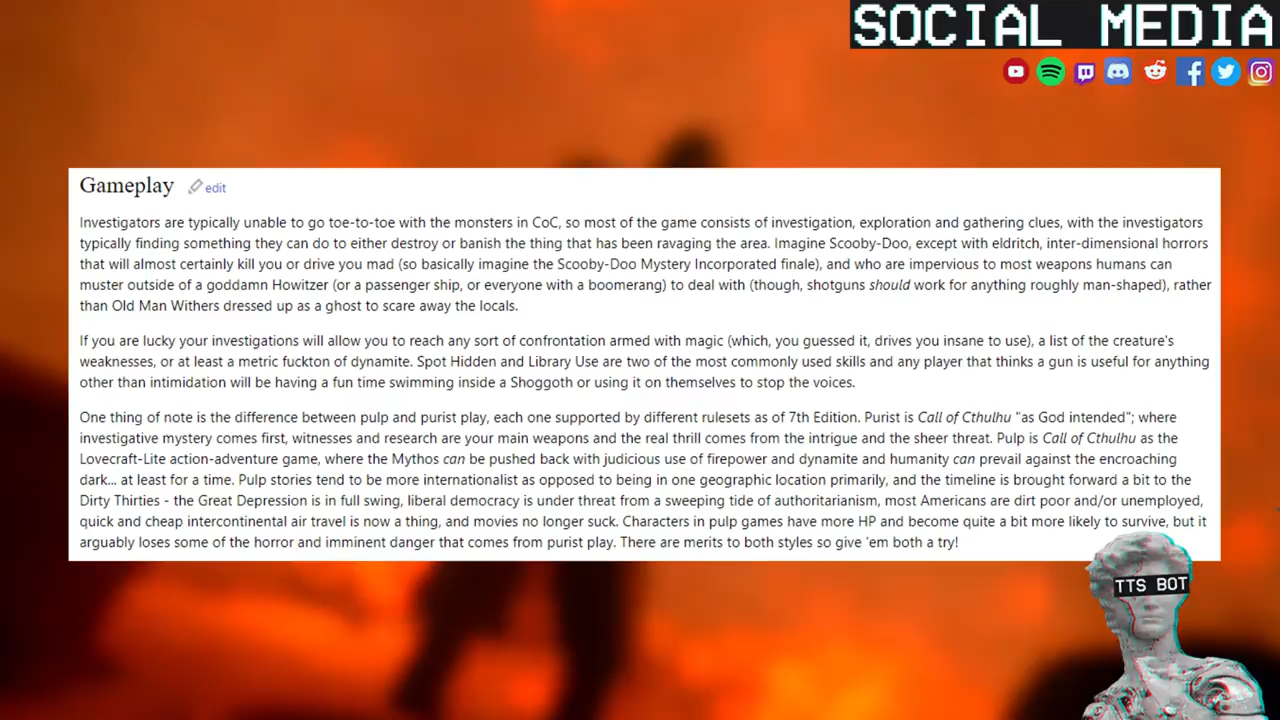 SOCIAL MEDIA
Gameplay edit
Investigators are typically unable to go toe-to-toe with the monsters in CoC, so most of the game consists of investigation, exploration and gathering clues, with the investigators
typically finding something they can do to either destroy or banish the thing that has been ravaging the area. Imagine Scooby-Doo, except with eldritch, inter-dimensional horrors
that will almost certainly kill you or drive you mad (so basically imagine the Scooby-Doo Mystery Incorporated finale), and who are impervious to most weapons humans can
muster outside of a goddamn Howitzer (or a passenger ship, or everyone with a boomerang) to deal with (though, shotguns should work for anything roughly man-shaped), rather
than Old Man Withers dressed up as a ghost to scare away the locals.
If you are lucky your investigations will allow you to reach any sort of confrontation armed with magic (which, you guessed it, drives you insane to use), a list of the creature's
weaknesses, or at least a metric fuckton of dynamite. Spot Hidden and Library Use are two of the most commonly used skills and any player that thinks a gun is useful for anything
other than intimidation will be having a fun time swimming inside a Shoggoth or using it on themselves to stop the voices.
One thing of note is the difference between pulp and purist play, each one supported by different rulesets as of 7th Edition. Purist is Call of Cthulhu "as God intended"; where
investigative mystery comes first, witnesses and research are your main weapons and the real thrill comes from the intrigue and the sheer threat. Pulp is Call of Cthulhu as the
Lovecraft-Lite action-adventure game, where the Mythos can be pushed back with judicious use of firepower and dynamite and humanity can prevail against the encroaching
dark... at least for a time. Pulp stories tend to be more internationalist as opposed to being in one geographic location primarily, and the timeline is brought forward a bit to the
Dirty Thirties - the Great Depression is in full swing, liberal democracy is under threat from a sweeping tide of authoritarianism, most Americans are dirt poor and/or unemployed,
quick and cheap intercontinental air travel is now a thing, and movies no longer suck. Characters in pulp games have more HP and become quite a bit more likely to survive, but it
arguably loses some of the horror and imminent danger that comes from purist play. There are merits to both styles so give 'em both a try!
TTS BOT